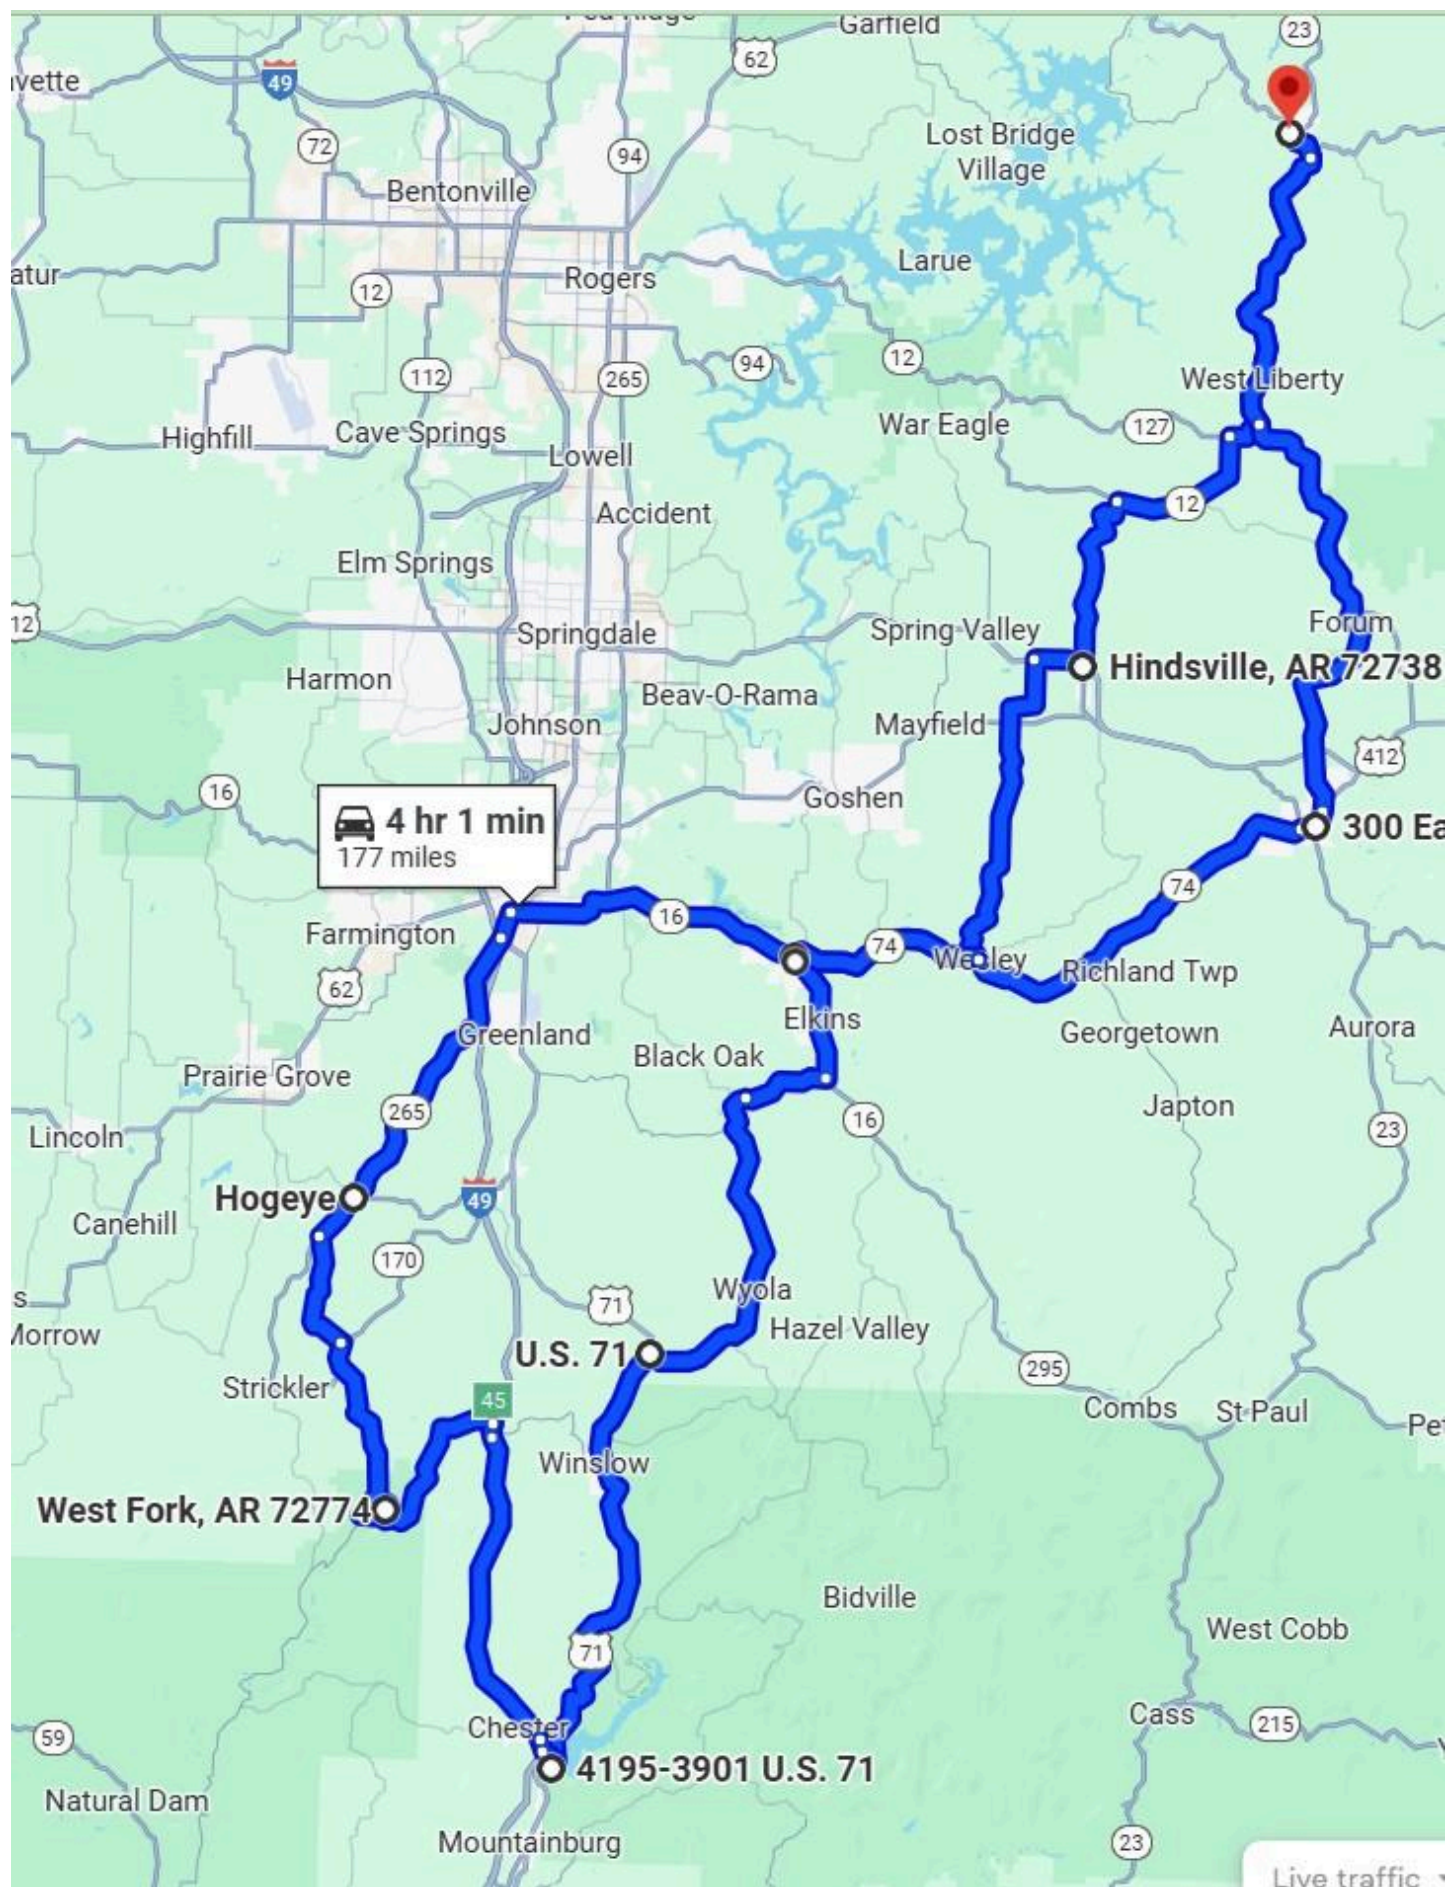 Garfield
23
62
vette
49
72
94
Lost Bridge
Village
Bentonville
Larue
atur
Rogers
12
94
12
112
265
West Liberty
War Eagle
127
Highfill
Cave Springs
Lowell
12
Accident
Elm Springs
12
Springdale
Spring Valley
Forum
Hindsville, AR 72738
Harmon
Beav-O-Rama
Johnson
Mayfield
412
16
Goshen
4 hr 1 min
177 miles
300 Ea
74
16
Farmington
74
Wesley
Richland Twp
62
Elkins
Greenland
Georgetown
Aurora
Black Oak
Prairie Grove
265
16
Japton
Lincoln
23
Hogeye
49
Canehill
170
Wyola
s
71
Hazel Valley
Morrow
U.S. 71
295
Strickler
45
Combs
St Paul
Pet
Winslow
West Fork, AR 72774
Bidville
West Cobb
71
Cass
215
Chester
59
4195-3901 U.S. 71
Natural Dam
Mountainburg
23
Live traffic